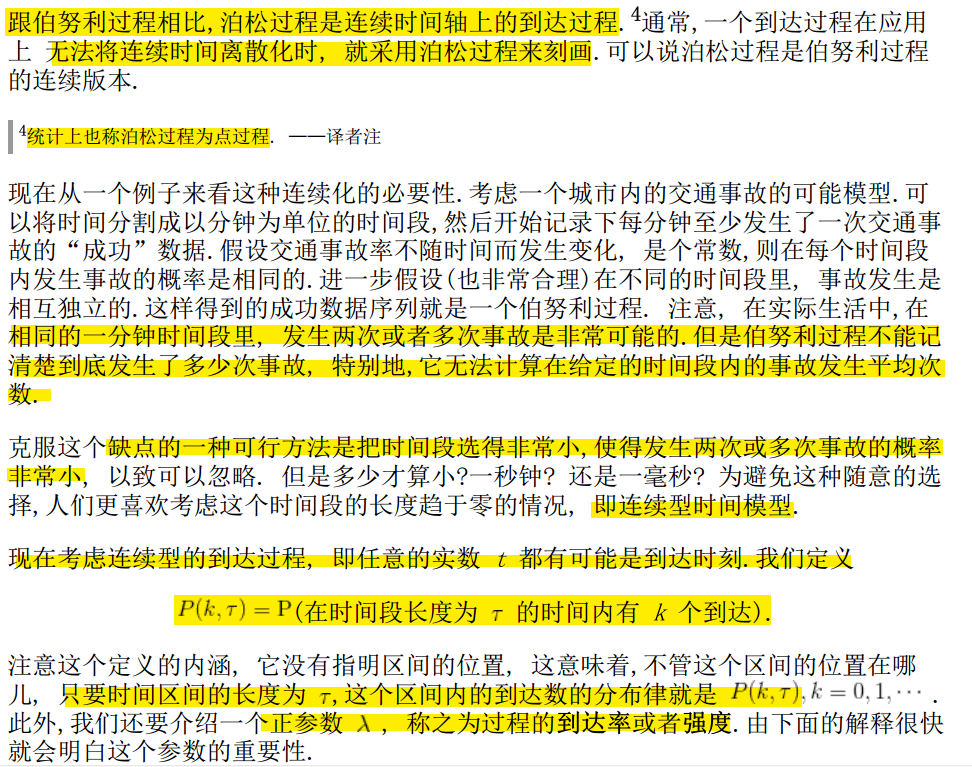 跟伯努利过程相比,泊松过程是连续时间轴上的到达过程.⁴通常,一个到达过程在应用
上 无法将连续时间离散化时, 就采用泊松过程来刻画.可以说泊松过程是伯努利过程
的连续版本.
⁴统计上也称泊松过程为点过程. ——译者注
现在从一个例子来看这种连续化的必要性.考虑一个城市内的交通事故的可能模型.可
以将时间分割成以分钟为单位的时间段,然后开始记录下每分钟至少发生了一次交通事
故的“成功”数据.假设交通事故率不随时间而发生变化, 是个常数,则在每个时间段
内发生事故的概率是相同的.进一步假设(也非常合理)在不同的时间段里, 事故发生是
相互独立的.这样得到的成功数据序列就是一个伯努利过程. 注意, 在实际生活中,在
相同的一分钟时间段里, 发生两次或者多次事故是非常可能的.但是伯努利过程不能记
清楚到底发生了多少次事故, 特别地,它无法计算在给定的时间段内的事故发生平均次
数.
克服这个缺点的一种可行方法是把时间段选得非常小,使得发生两次或多次事故的概率
非常小, 以致可以忽略. 但是多少才算小?一秒钟? 还是一毫秒? 为避免这种随意的选
择,人们更喜欢考虑这个时间段的长度趋于零的情况, 即连续型时间模型.
现在考虑连续型的到达过程, 即任意的实数 t 都有可能是到达时刻.我们定义
P(k,τ) = P(在时间段长度为 τ 的时间内有 k 个到达).
注意这个定义的内涵, 它没有指明区间的位置, 这意味着,不管这个区间的位置在哪
儿, 只要时间区间的长度为 τ,这个区间内的到达数的分布律就是 P(k,τ),k = 0,1,⋯ .
此外,我们还要介绍一个正参数 λ , 称之为过程的到达率或者强度.由下面的解释很快
就会明白这个参数的重要性.